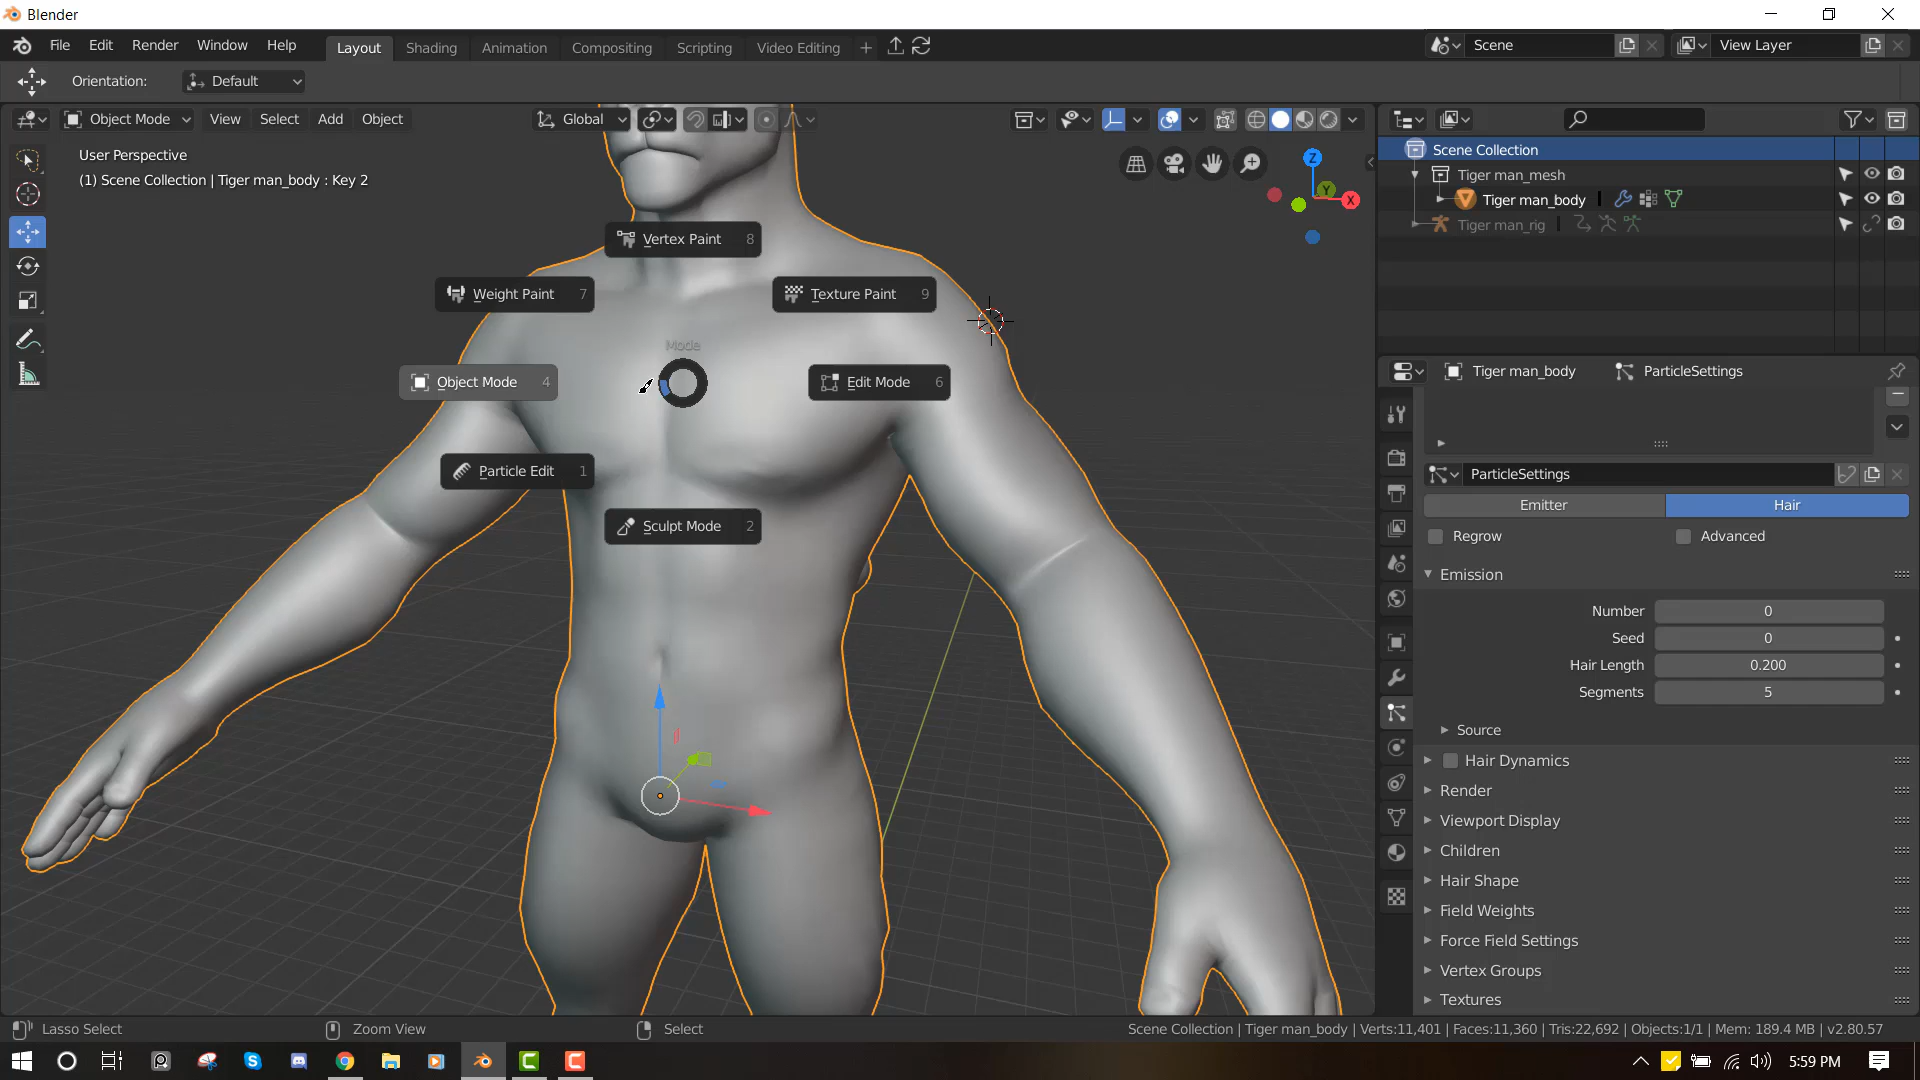 Blender
File Edit Render Window Help Layout Shading Animation Compositing Scripting Video Editing + Scene View Layer
Orientation: Default
Object Mode View Select Add Object Global
User Perspective
(1) Scene Collection | Tiger man_body : Key 2
Z
Y
X
Vertex Paint 8
Weight Paint 7
Texture Paint 9
Mode
Object Mode 4
Edit Mode 6
Particle Edit 1
Sculpt Mode 2
Scene Collection
Tiger man_mesh
Tiger man_body
Tiger man_rig
Tiger man_body ParticleSettings
ParticleSettings
Emitter Hair
Regrow Advanced
Emission
Number 0
Seed 0
Hair Length 0.200
Segments 5
Source
Hair Dynamics
Render
Viewport Display
Children
Hair Shape
Field Weights
Force Field Settings
Vertex Groups
Textures
Lasso Select Zoom View Select Scene Collection | Tiger man_body | Verts:11,401 | Faces:11,360 | Tris:22,692 | Objects:1/1 | Mem: 189.4 MB | v2.80.57
5:59 PM